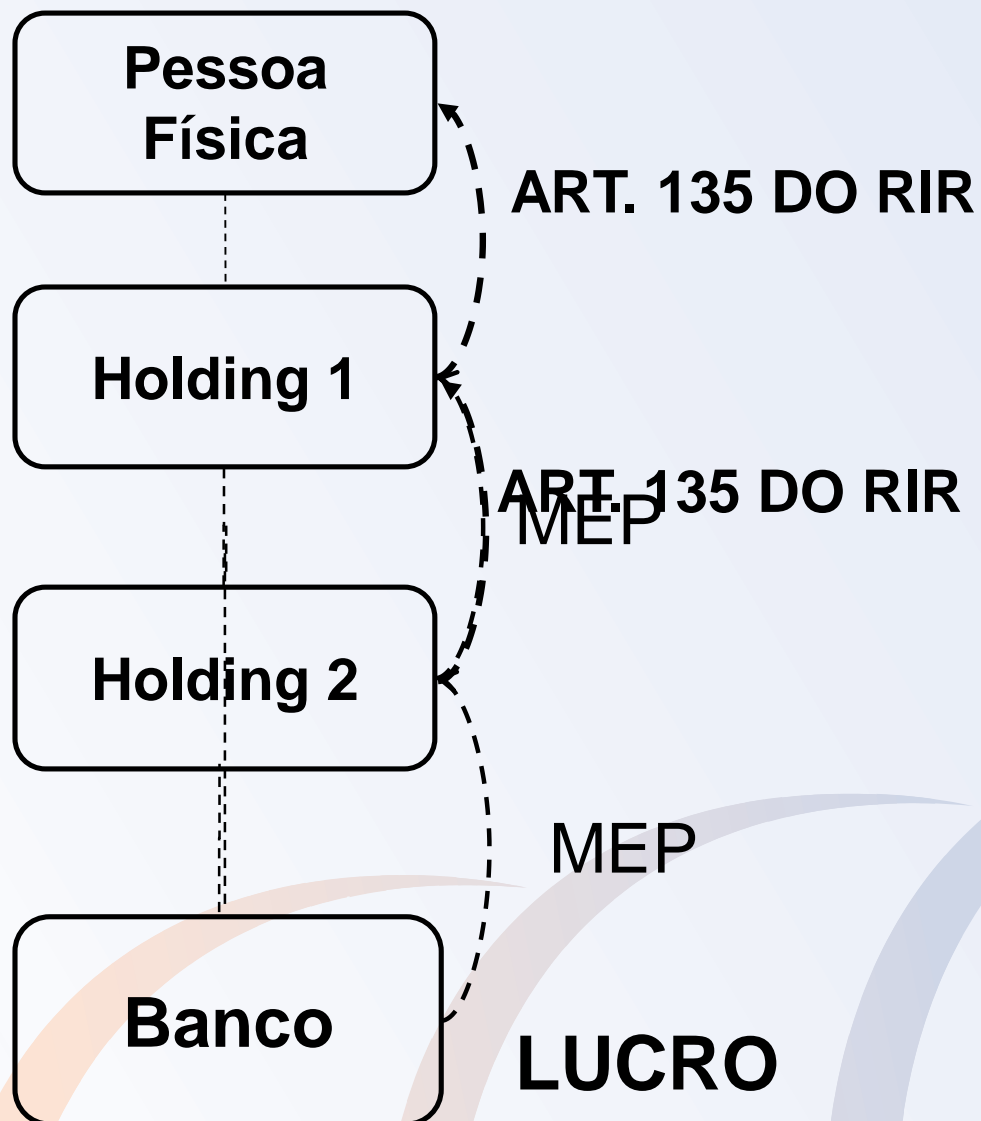 Pessoa
Física
ART. 135 DO RIR
Holding 1
ART. 135 DO RIR
MEP
Holding 2
MEP
Banco
LUCRO